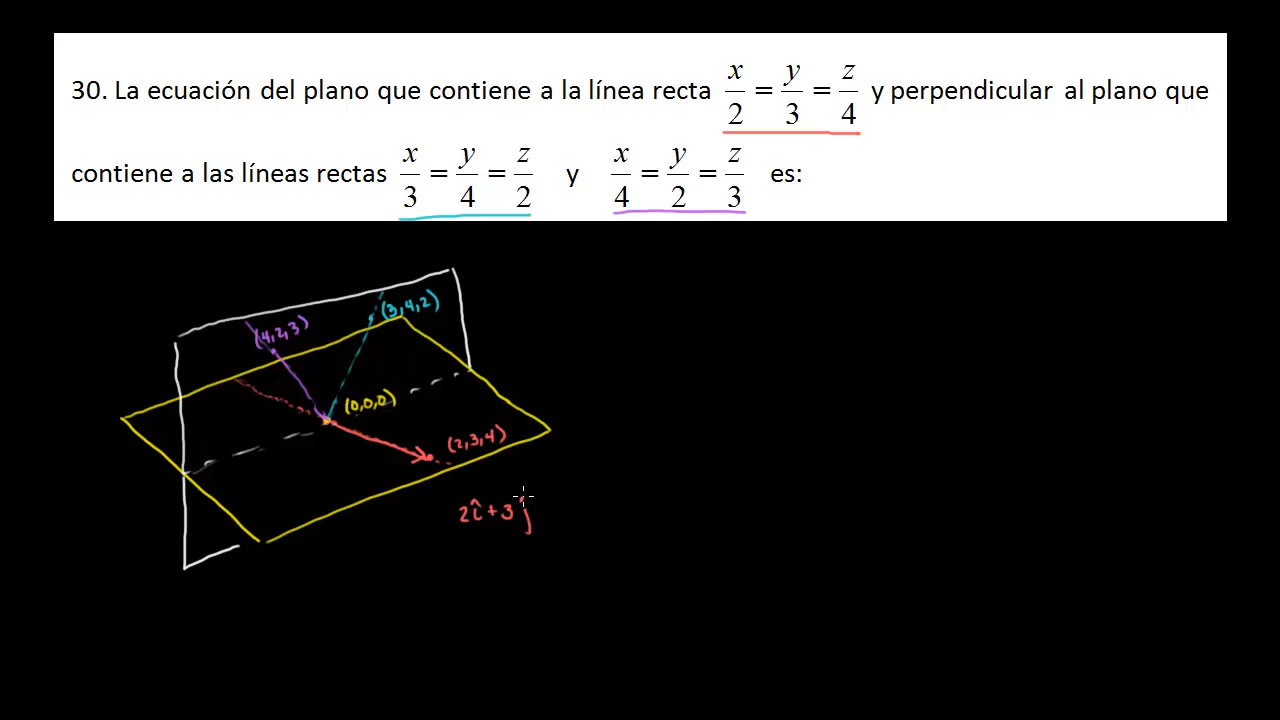 30. La ecuación del plano que contiene a la línea recta x/2 = y/3 = z/4 y perpendicular al plano que
contiene a las líneas rectas x/3 = y/4 = z/2 y x/4 = y/2 = z/3 es:
(3,4,2)
(4,2,3)
(0,0,0)
(2,3,4)
2î + 3ĵ